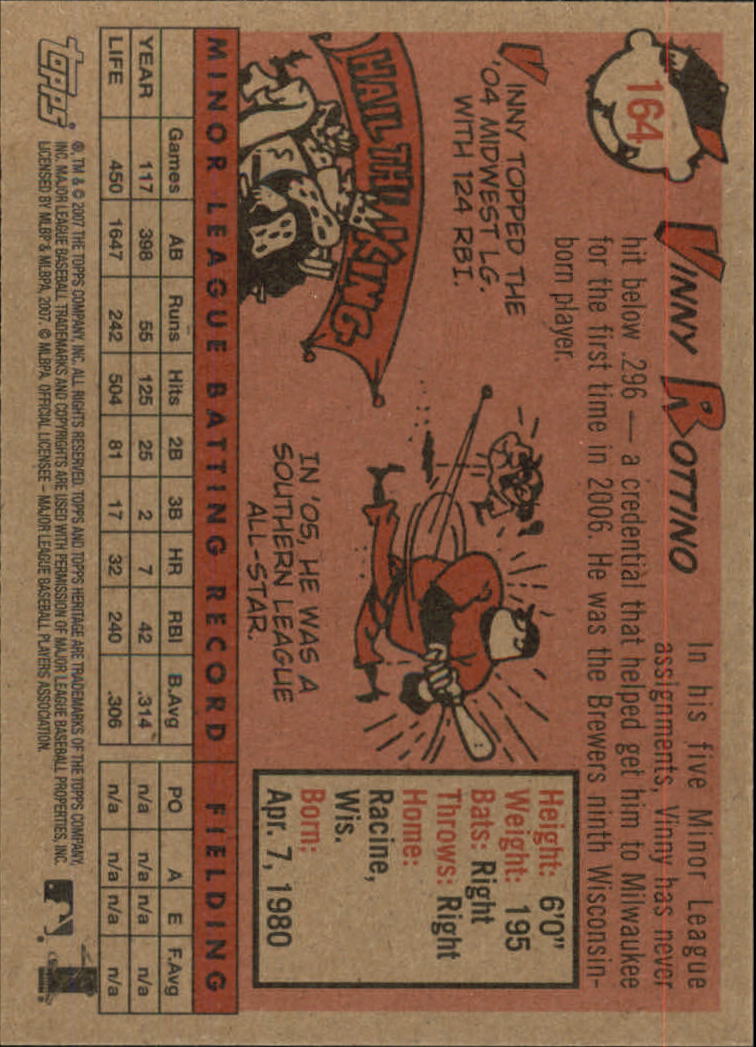 164
VINNY ROTTINO
In his five Minor League
assignments, Vinny has never
hit below .296 — a credential that helped get him to Milwaukee
for the first time in 2006. He was the Brewers ninth Wisconsin-
born player.
VINNY TOPPED THE
'04 MIDWEST LG.
WITH 124 RBI.
HAIL TH KING
IN '05, HE WAS A
SOUTHERN LEAGUE
ALL-STAR.
Height: 6'0"
Weight: 195
Bats: Right
Throws: Right
Home:
Racine,
Wis.
Born:
Apr. 7, 1980
MINOR LEAGUE BATTING RECORD FIELDING
Games AB Runs Hits 2B 3B HR RBI B.Avg PO A E F.Avg
YEAR 117 398 55 125 25 2 7 42 .314 n/a n/a n/a n/a
LIFE 450 1647 242 504 81 17 32 240 .306 n/a n/a n/a n/a
topps
®, TM & © 2007 THE TOPPS COMPANY, INC. ALL RIGHTS RESERVED. TOPPS AND TOPPS HERITAGE ARE TRADEMARKS OF THE TOPPS COMPANY,
INC. MAJOR LEAGUE BASEBALL TRADEMARKS AND COPYRIGHTS ARE USED WITH PERMISSION OF MAJOR LEAGUE BASEBALL PROPERTIES, INC.
LICENSED BY MLBP & MLBPA, 2007. © MLBPA. OFFICIAL LICENSEE – MAJOR LEAGUE BASEBALL PLAYERS ASSOCIATION.